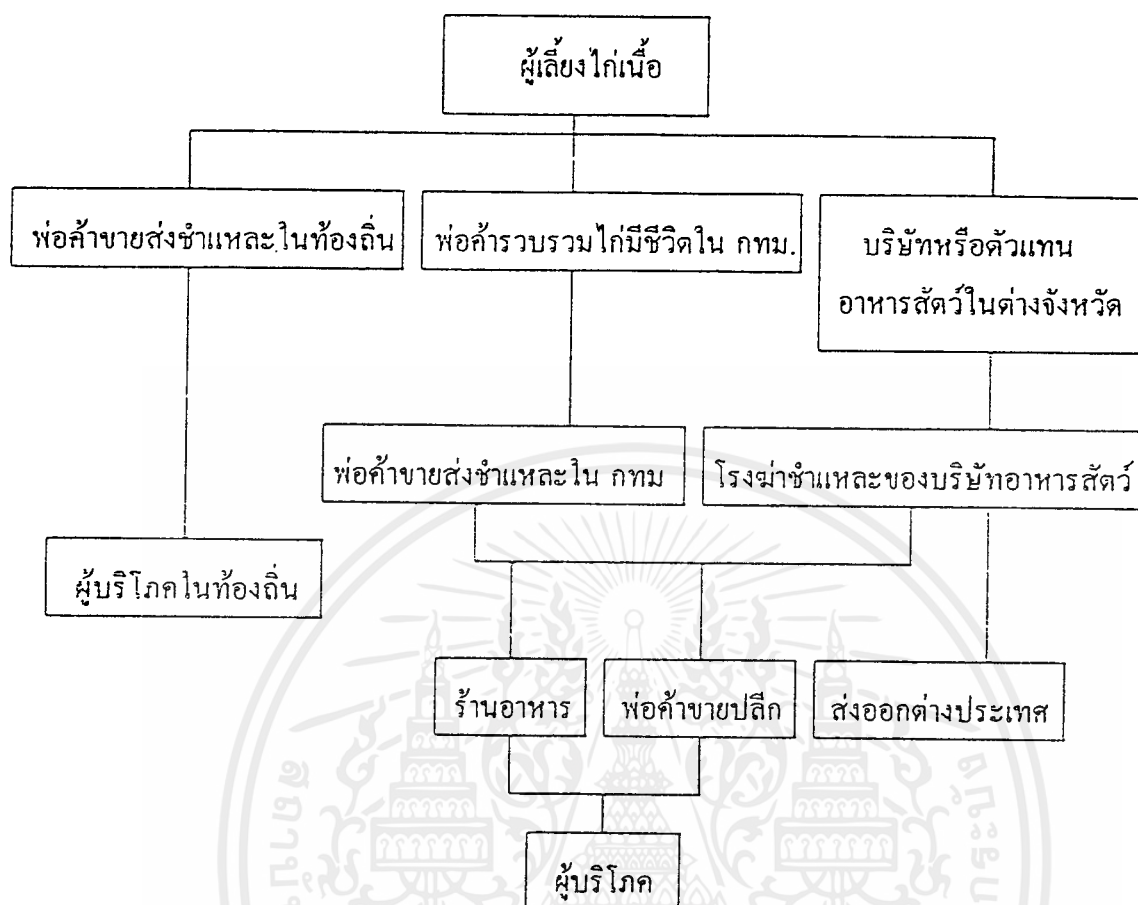 ผู้เลี้ยงไก่เนื้อ
พ่อค้าขายส่งชำแหละในท้องถิ่น
พ่อค้ารวบรวมไก่มีชีวิตใน กทม.
บริษัทหรือตัวแทน
อาหารสัตว์ในต่างจังหวัด
พ่อค้าขายส่งชำแหละใน กทม
โรงฆ่าชำแหละของบริษัทอาหารสัตว์
ผู้บริโภคในท้องถิ่น
ร้านอาหาร
พ่อค้าขายปลีก
ส่งออกต่างประเทศ
ผู้บริโภค